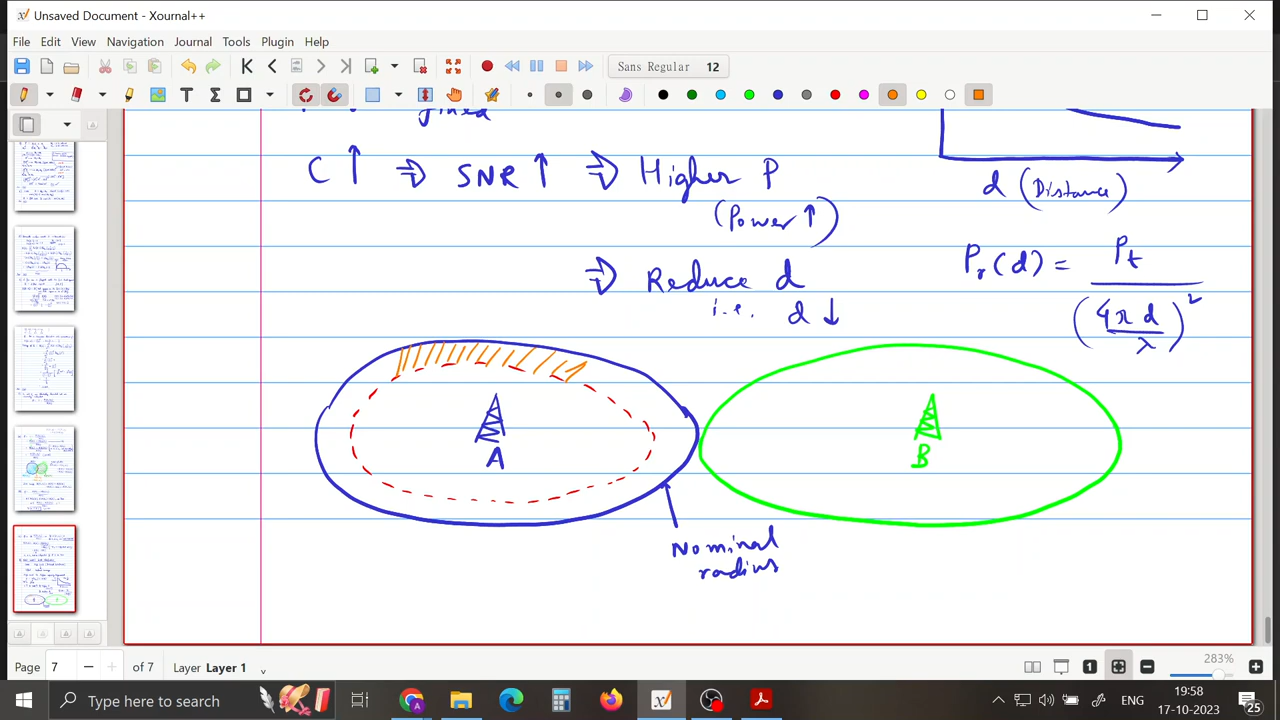 Unsaved Document - Xournal++
File Edit View Navigation Journal Tools Plugin Help
Sans Regular 12
fixed
C ↑ ⇒ SNR ↑ ⇒ Higher P
(Power ↑)
d (Distance)
⇒ Reduce d
i.e. d ↓
Pr(d) = Pt / (4πd/λ)²
A
B
Nominal
radius
Page 7 of 7 Layer Layer 1
283%
Type here to search
ENG
19:58
17-10-2023
25